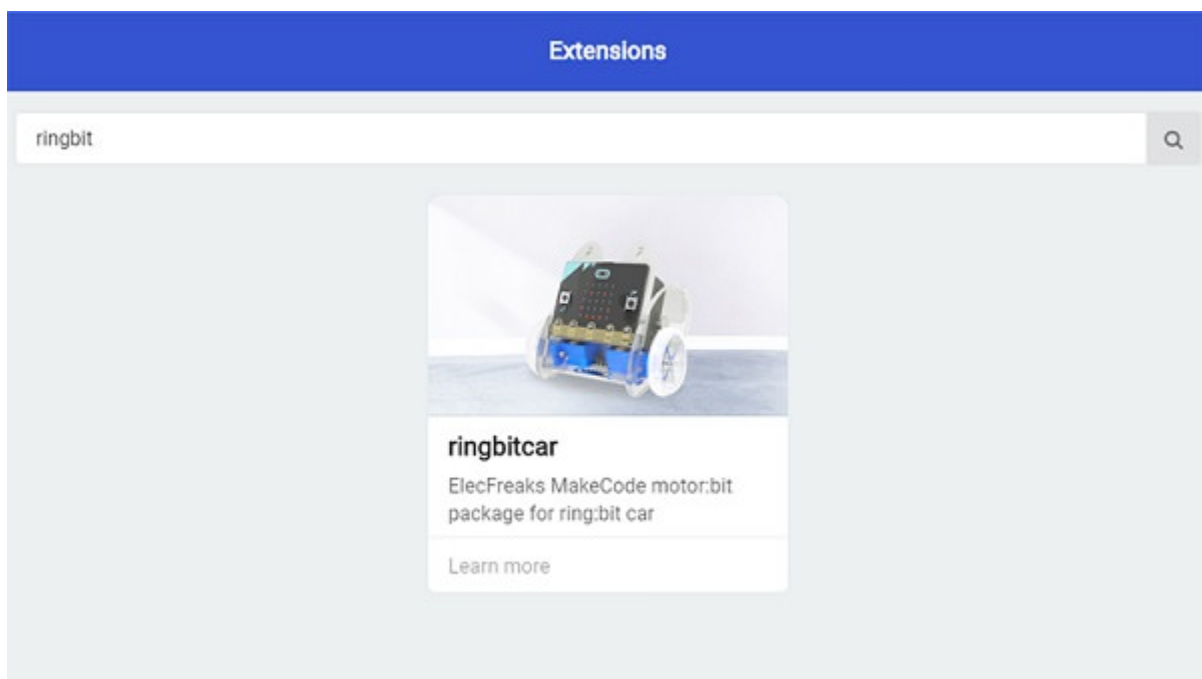 Extensions
ringbit
ringbitcar
ElecFreaks MakeCode motor:bit
package for ring:bit car
Learn more